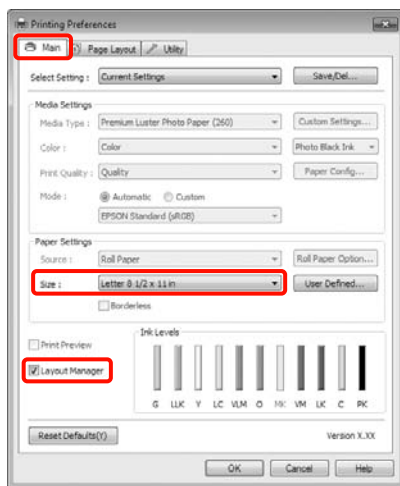 Printing Preferences
Main Page Layout Utility
Select Setting : Current Settings Save/Del...
Media Settings
Media Type : Premium Luster Photo Paper (260) Custom Settings...
Color : Color Photo Black Ink
Print Quality : Quality Paper Config...
Mode : Automatic Custom
EPSON Standard (sRGB)
Paper Settings
Source : Roll Paper Roll Paper Option...
Size : Letter 8 1/2 x 11 in User Defined...
Borderless
Ink Levels
Print Preview
Layout Manager
G LLK Y LC VLM O MK VM LK C PK
Reset Defaults(Y) Version X.XX
OK Cancel Help